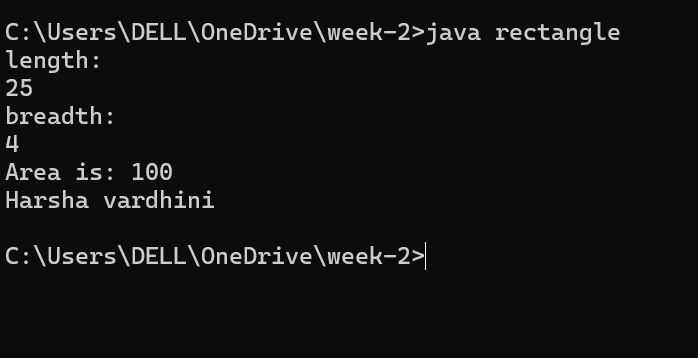 C:\Users\DELL\OneDrive\week-2>java rectangle
length:
25
breadth:
4
Area is: 100
Harsha vardhini
C:\Users\DELL\OneDrive\week-2>